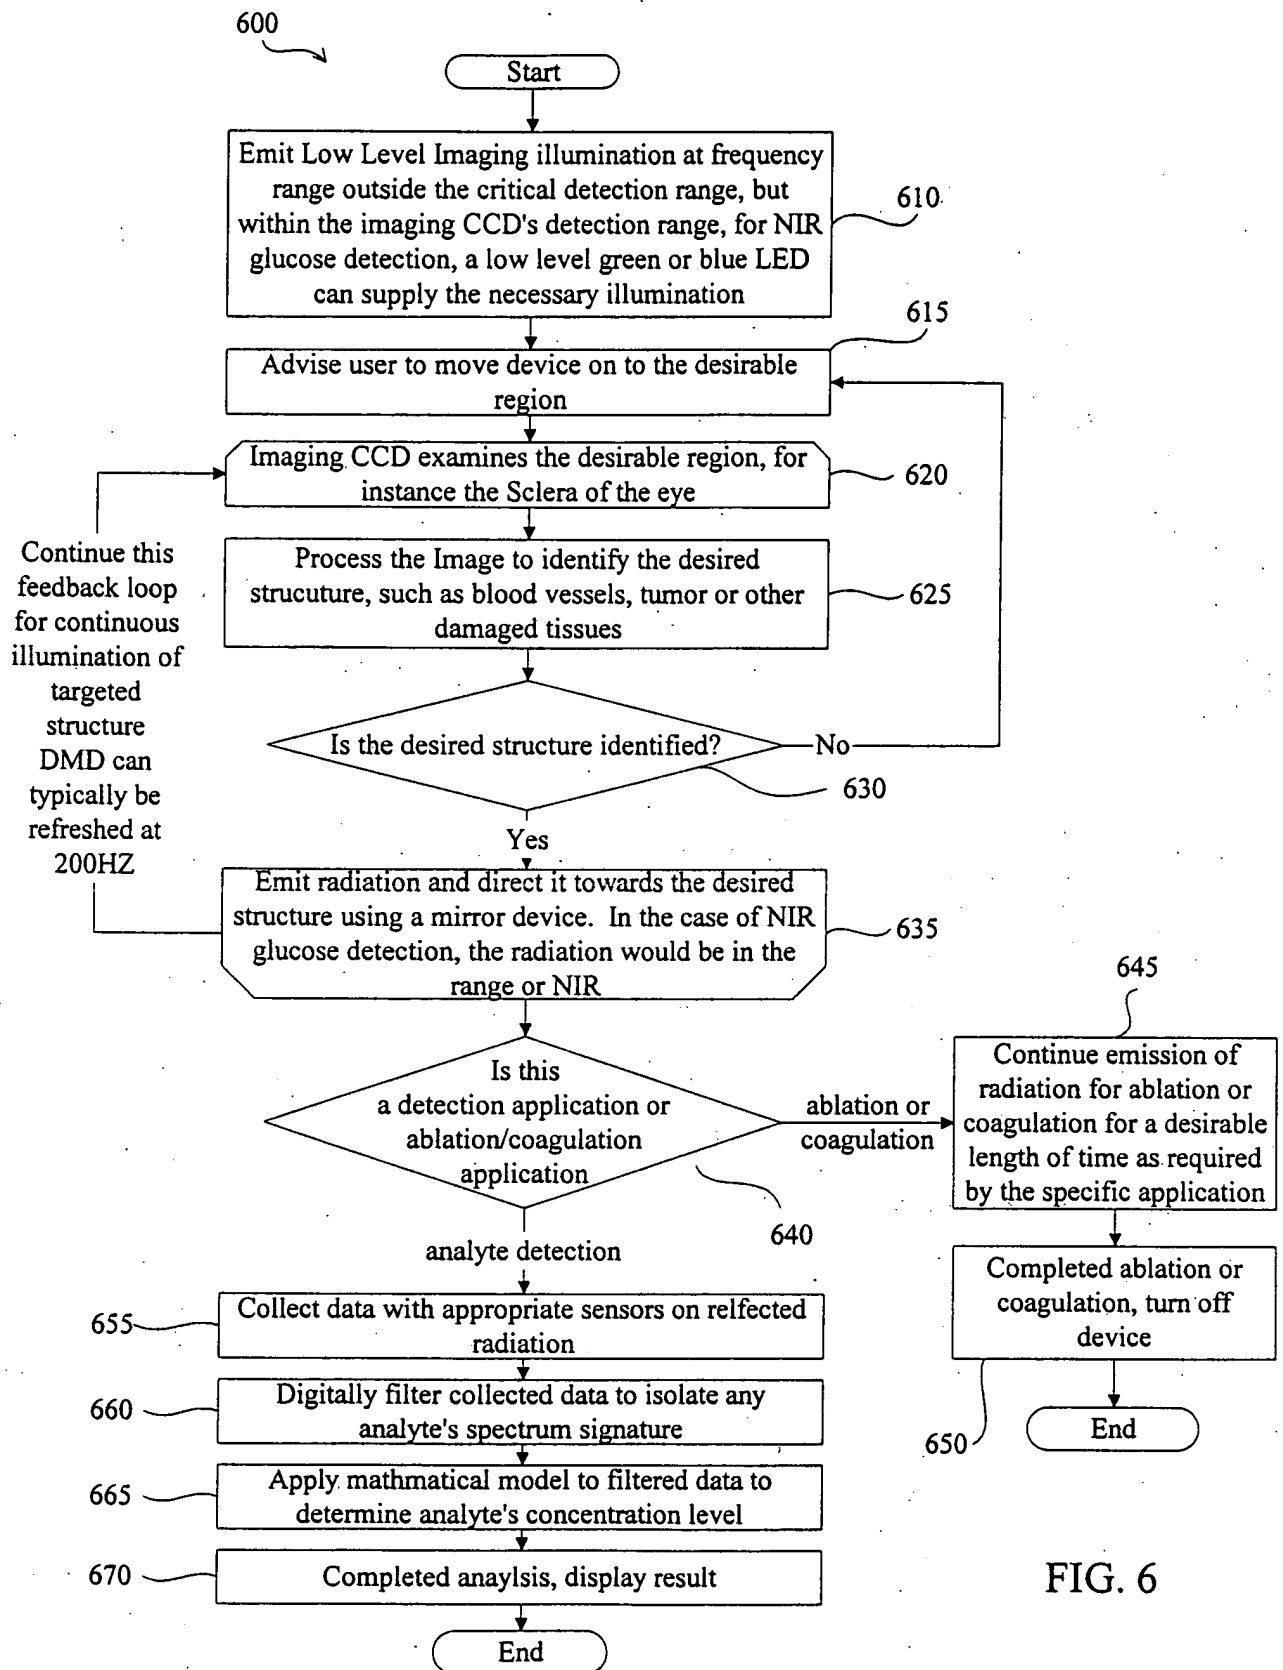 600
Start
Emit Low Level Imaging illumination at frequency
range outside the critical detection range, but
within the imaging CCD's detection range, for NIR
glucose detection, a low level green or blue LED
can supply the necessary illumination
610
615
Advise user to move device on to the desirable
region
Imaging CCD examines the desirable region, for
instance the Sclera of the eye
620
Continue this
feedback loop
for continuous
illumination of
targeted
structure
DMD can
typically be
refreshed at
200HZ
Process the Image to identify the desired
strucuture, such as blood vessels, tumor or other
damaged tissues
625
Is the desired structure identified?
No
630
Yes
Emit radiation and direct it towards the desired
structure using a mirror device. In the case of NIR
glucose detection, the radiation would be in the
range or NIR
635
Is this
a detection application or
ablation/coagulation
application
640
ablation or
coagulation
645
Continue emission of
radiation for ablation or
coagulation for a desirable
length of time as required
by the specific application
Completed ablation or
coagulation, turn off
device
650
End
analyte detection
655
Collect data with appropriate sensors on relfected
radiation
660
Digitally filter collected data to isolate any
analyte's spectrum signature
665
Apply mathmatical model to filtered data to
determine analyte's concentration level
670
Completed anaylsis, display result
End
FIG. 6